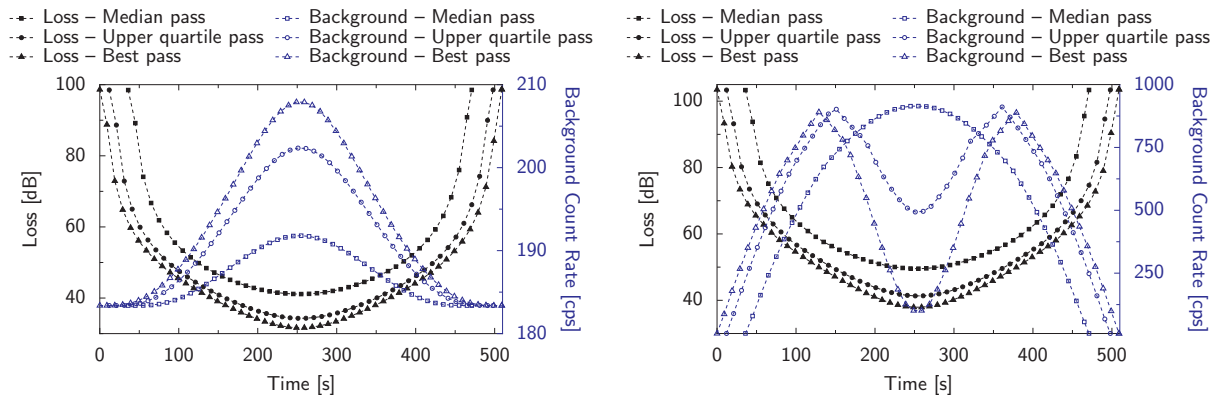 Loss – Median pass
Loss – Upper quartile pass
Loss – Best pass
Background – Median pass
Background – Upper quartile pass
Background – Best pass
100
80
60
40
Loss [dB]
210
200
190
180
Background Count Rate [cps]
0 100 200 300 400 500
Time [s]
Loss – Median pass
Loss – Upper quartile pass
Loss – Best pass
Background – Median pass
Background – Upper quartile pass
Background – Best pass
100
80
60
40
Loss [dB]
1000
750
500
250
Background Count Rate [cps]
0 100 200 300 400 500
Time [s]